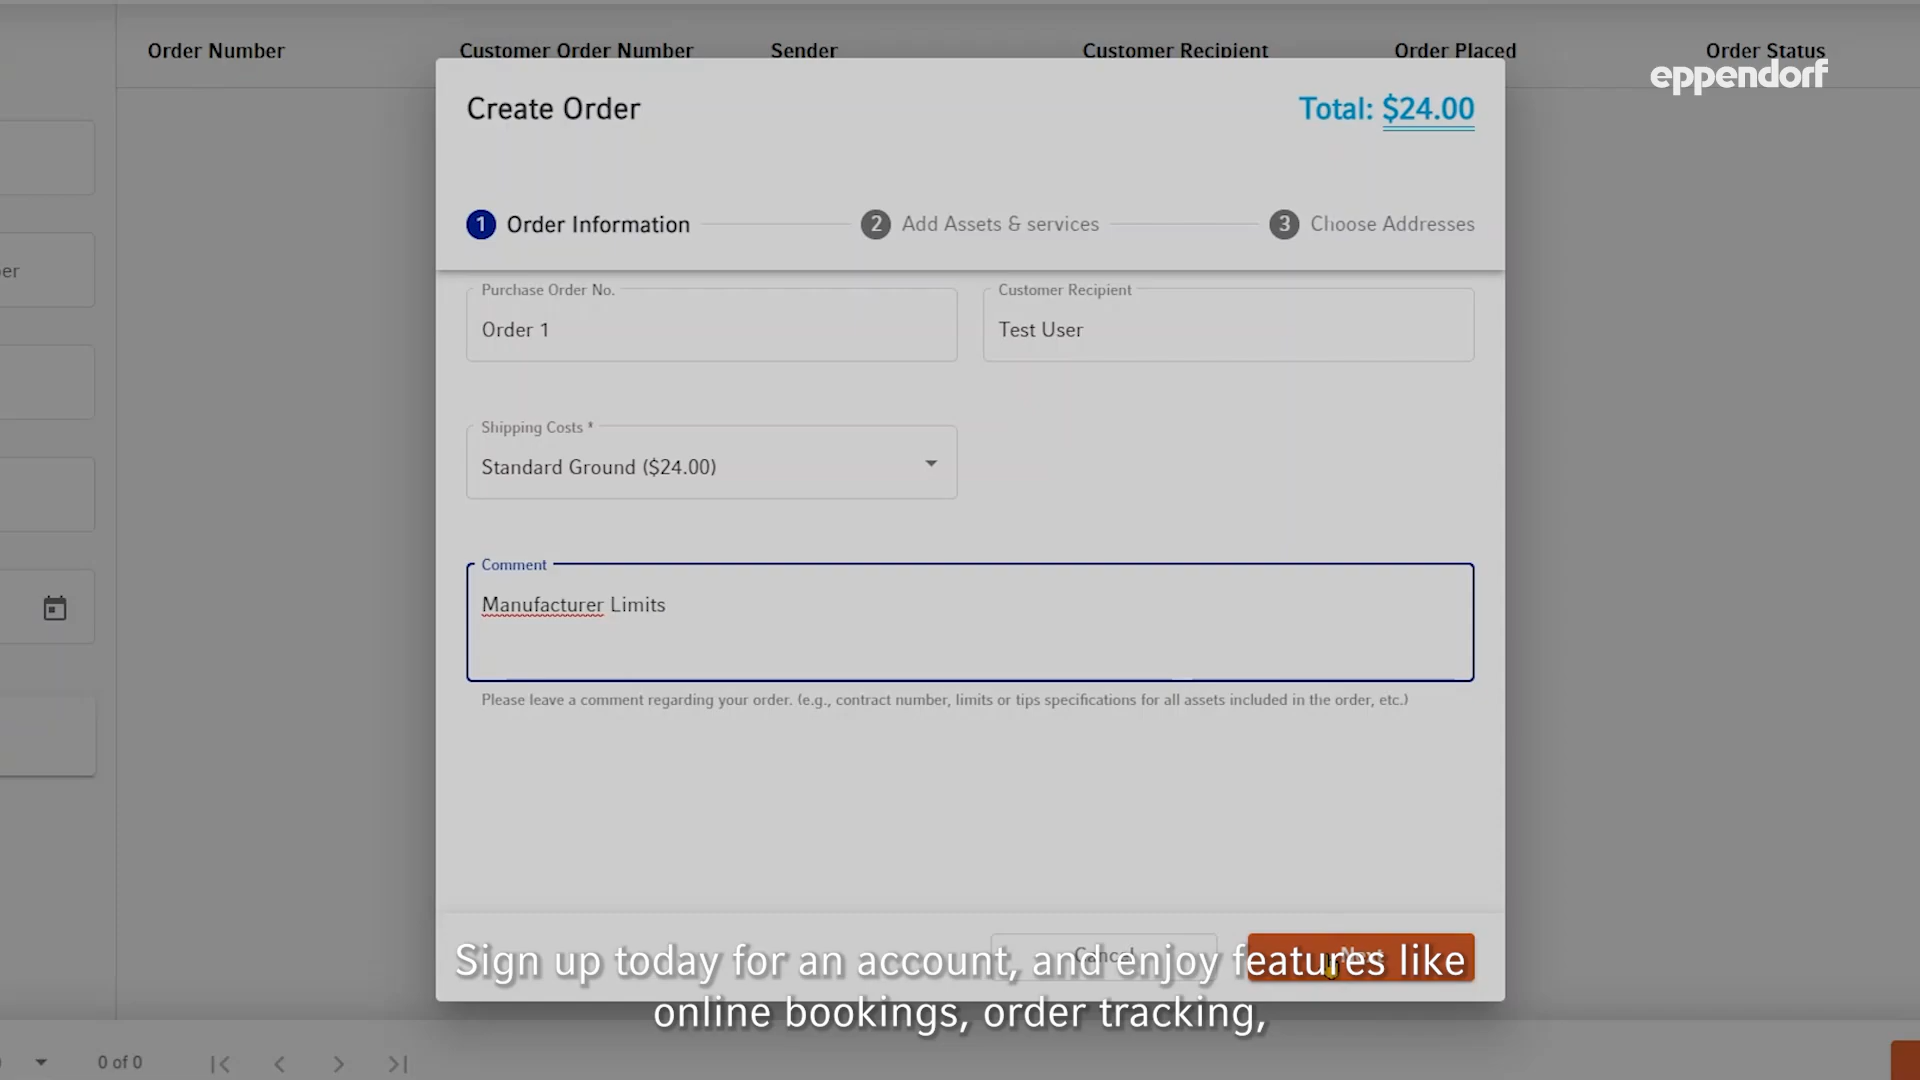 Order Number Customer Order Number Sender Customer Recipient Order Placed Order Status
eppendorf
Create Order Total: $24.00
1 Order Information 2 Add Assets & services 3 Choose Addresses
Purchase Order No. Customer Recipient
Order 1 Test User
Shipping Costs *
Standard Ground ($24.00)
Comment
Manufacturer Limits
Please leave a comment regarding your order. (e.g., contract number, limits or tips specifications for all assets included in the order, etc.)
Cancel Next
Sign up today for an account, and enjoy features like
online bookings, order tracking,
0 of 0